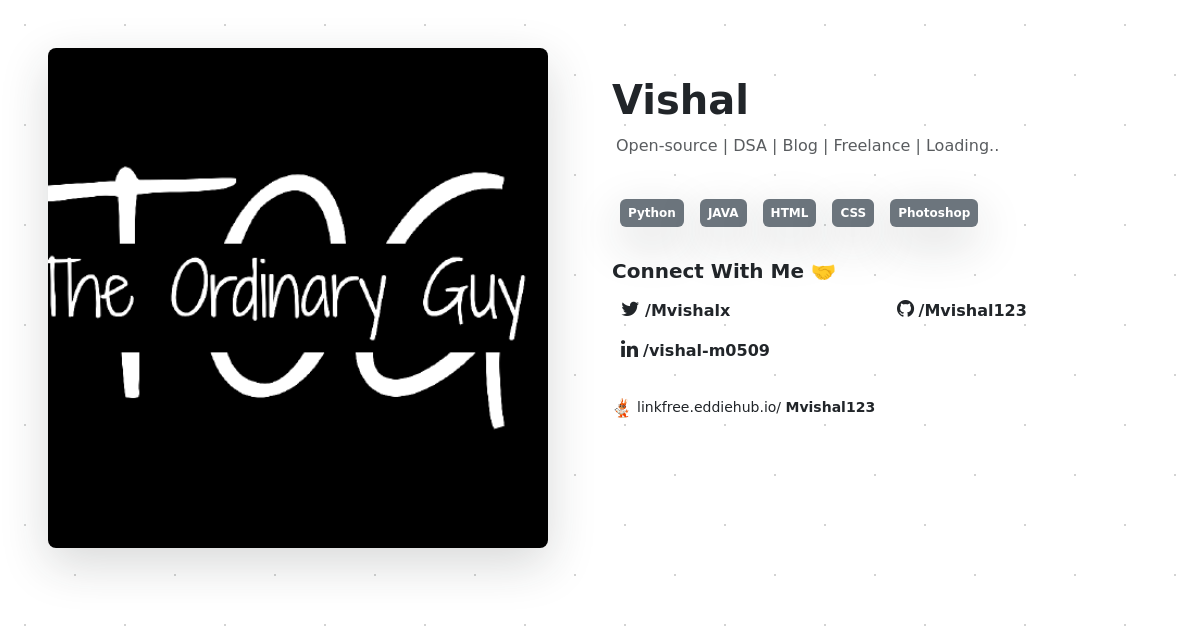 TOG
The Ordinary Guy
Vishal
Open-source | DSA | Blog | Freelance | Loading..
Python JAVA HTML CSS Photoshop
Connect With Me 🤝
/Mvishalx /Mvishal123
/vishal-m0509
linkfree.eddiehub.io/ Mvishal123